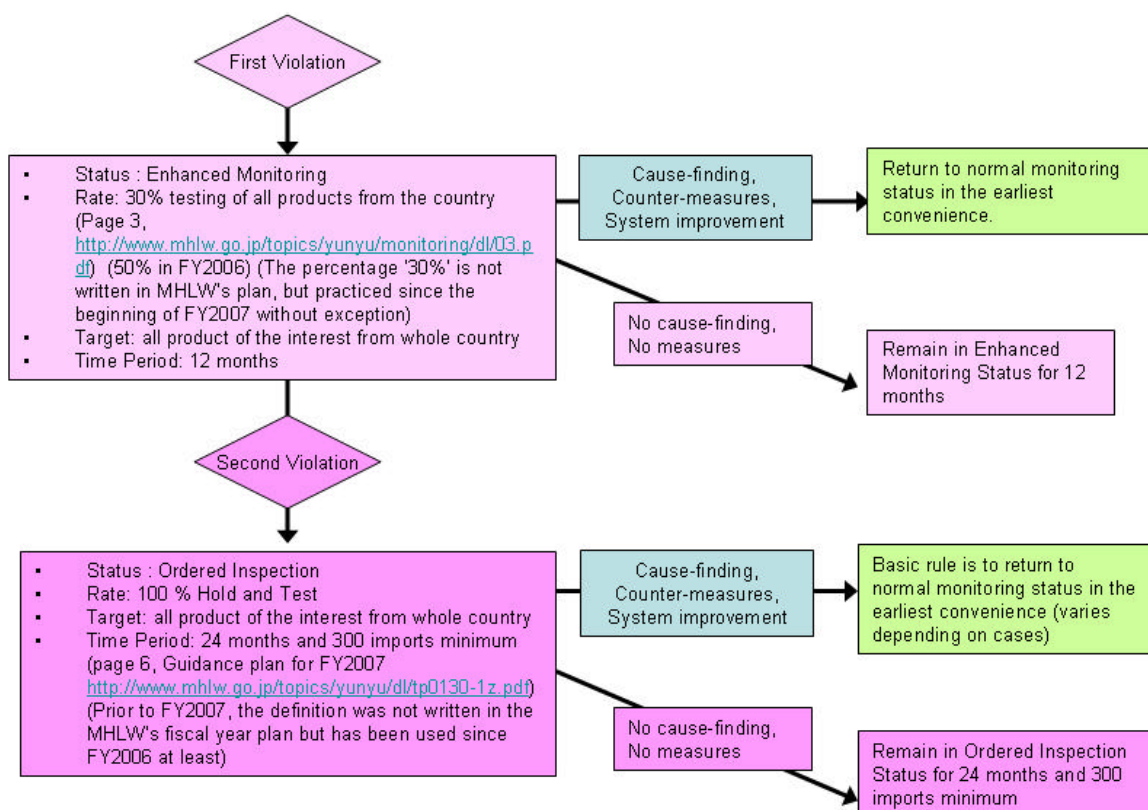 First Violation
▪ Status : Enhanced Monitoring
▪ Rate: 30% testing of all products from the country
(Page 3,
http://www.mhlw.go.jp/topics/yunyu/monitoring/dl/03.p
df) (50% in FY2006) (The percentage '30%' is not
written in MHLW's plan, but practiced since the
beginning of FY2007 without exception)
▪ Target: all product of the interest from whole country
▪ Time Period: 12 months
Cause-finding,
Counter-measures,
System improvement
Return to normal monitoring
status in the earliest
convenience.
No cause-finding,
No measures
Remain in Enhanced
Monitoring Status for 12
months
Second Violation
▪ Status : Ordered Inspection
▪ Rate: 100 % Hold and Test
▪ Target: all product of the interest from whole country
▪ Time Period: 24 months and 300 imports minimum
(page 6, Guidance plan for FY2007
http://www.mhlw.go.jp/topics/yunyu/dl/tp0130-1z.pdf)
(Prior to FY2007, the definition was not written in the
MHLW's fiscal year plan but has been used since
FY2006 at least)
Cause-finding,
Counter-measures,
System improvement
Basic rule is to return to
normal monitoring status in the
earliest convenience (varies
depending on cases)
No cause-finding,
No measures
Remain in Ordered Inspection
Status for 24 months and 300
imports minimum